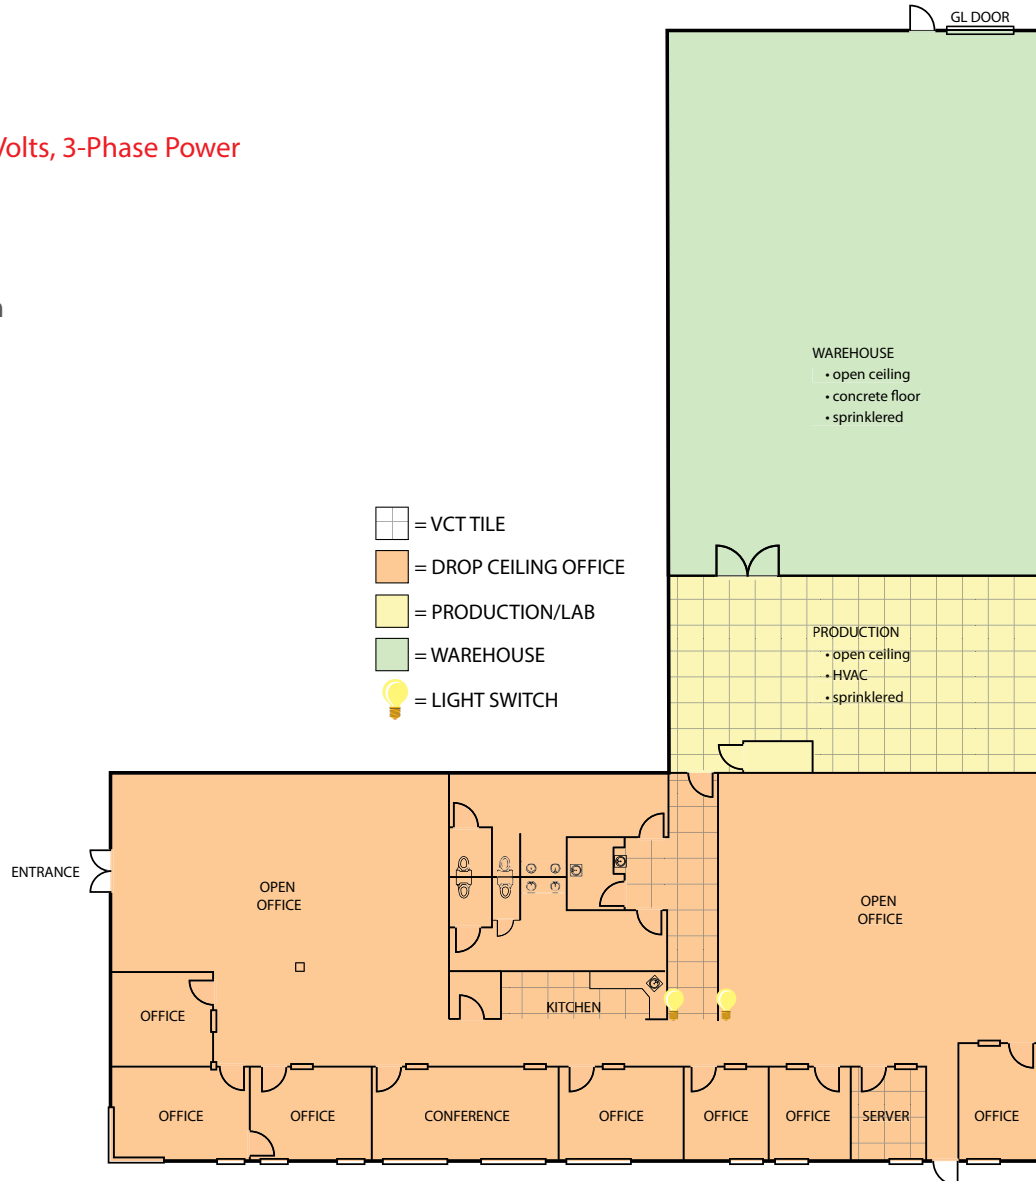 GL DOOR
Volts, 3-Phase Power
WAREHOUSE
• open ceiling
• concrete floor
• sprinklered
= VCT TILE
= DROP CEILING OFFICE
= PRODUCTION/LAB
= WAREHOUSE
= LIGHT SWITCH
PRODUCTION
• open ceiling
• HVAC
• sprinklered
ENTRANCE
OPEN
OFFICE
OPEN
OFFICE
OFFICE
KITCHEN
OFFICE
OFFICE
CONFERENCE
OFFICE
OFFICE
OFFICE
SERVER
OFFICE